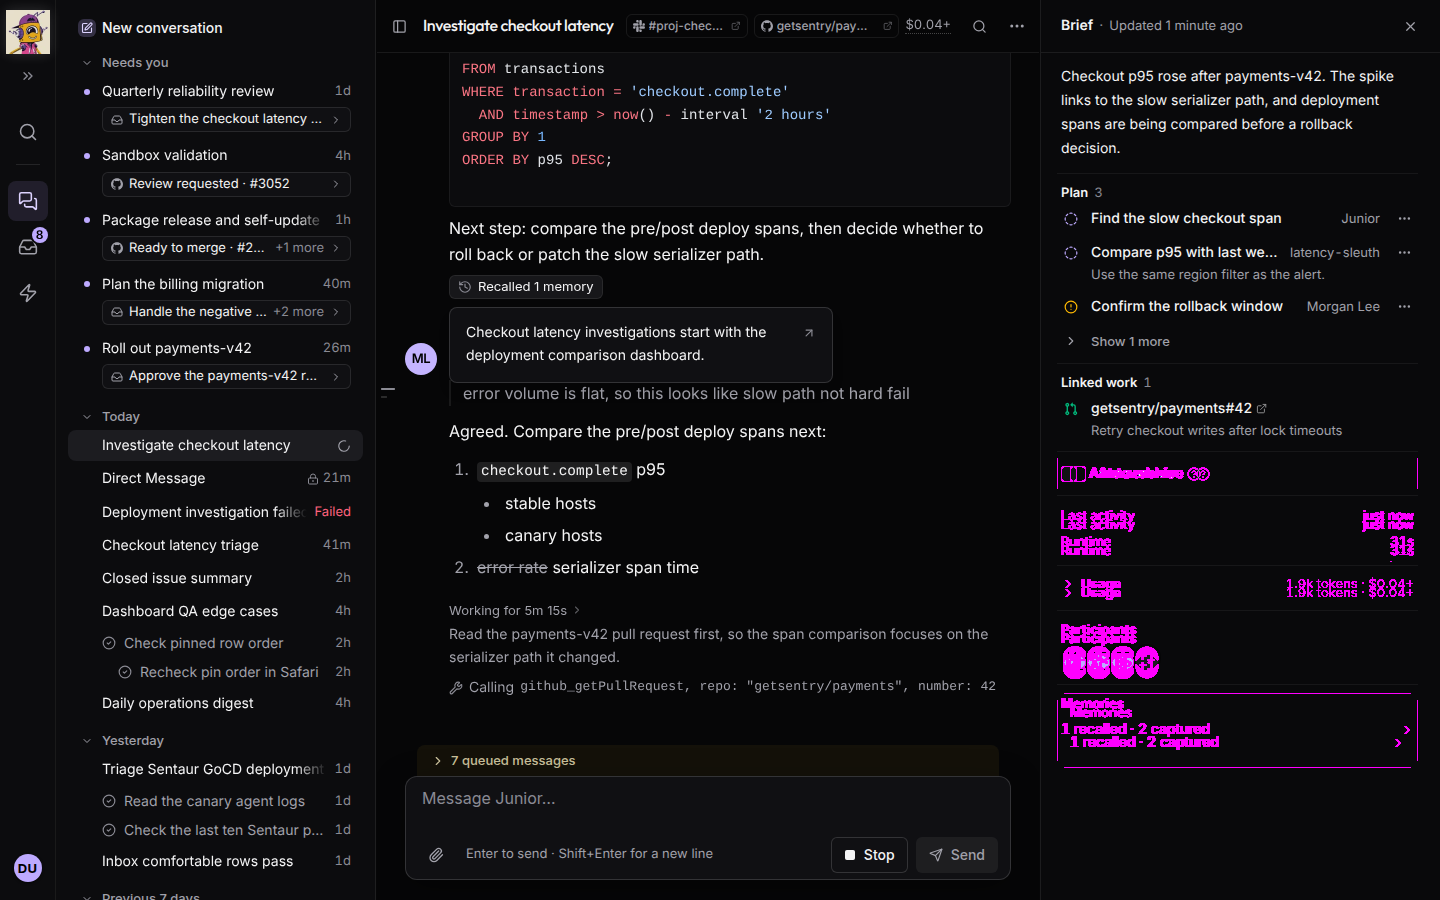 New conversation
Needs you
Quarterly reliability review 1d
Tighten the checkout latency ...
Sandbox validation 4h
Review requested · #3052
Package release and self-update 1h
Ready to merge · #2... +1 more
Plan the billing migration 40m
Handle the negative ... +2 more
Roll out payments-v42 26m
Approve the payments-v42 r...
Today
Investigate checkout latency
Direct Message 21m
Deployment investigation failed Failed
Checkout latency triage 41m
Closed issue summary 2h
Dashboard QA edge cases 4h
Check pinned row order 2h
Recheck pin order in Safari 2h
Daily operations digest 4h
Yesterday
Triage Sentaur GoCD deployment 1d
Read the canary agent logs 1d
Check the last ten Sentaur p... 1d
Inbox comfortable rows pass 1d
Previous 7 days
8
DU
Investigate checkout latency #proj-chec... getsentry/pay... $0.04+
FROM transactions
WHERE transaction = 'checkout.complete'
AND timestamp > now() - interval '2 hours'
GROUP BY 1
ORDER BY p95 DESC;
Next step: compare the pre/post deploy spans, then decide whether to
roll back or patch the slow serializer path.
Recalled 1 memory
Checkout latency investigations start with the
deployment comparison dashboard.
ML
error volume is flat, so this looks like slow path not hard fail
Agreed. Compare the pre/post deploy spans next:
1. checkout.complete p95
• stable hosts
• canary hosts
2. error rate serializer span time
Working for 5m 15s
Read the payments-v42 pull request first, so the span comparison focuses on the
serializer path it changed.
Calling github_getPullRequest, repo: "getsentry/payments", number: 42
7 queued messages
Message Junior...
Enter to send · Shift+Enter for a new line
Stop
Send
Brief · Updated 1 minute ago
Checkout p95 rose after payments-v42. The spike
links to the slow serializer path, and deployment
spans are being compared before a rollback
decision.
Plan 3
Find the slow checkout span Junior
Compare p95 with last we... latency-sleuth
Use the same region filter as the alert.
Confirm the rollback window Morgan Lee
Show 1 more
Linked work 1
getsentry/payments#42
Retry checkout writes after lock timeouts
Last activity just now
Last activity just now
Runtime 31s
Runtime 31s
Usage 1.9k tokens · $0.04+
Usage 1.9k tokens · $0.04+
Participants
Participants
Memories
Memories
1 recalled · 2 captured
1 recalled · 2 captured